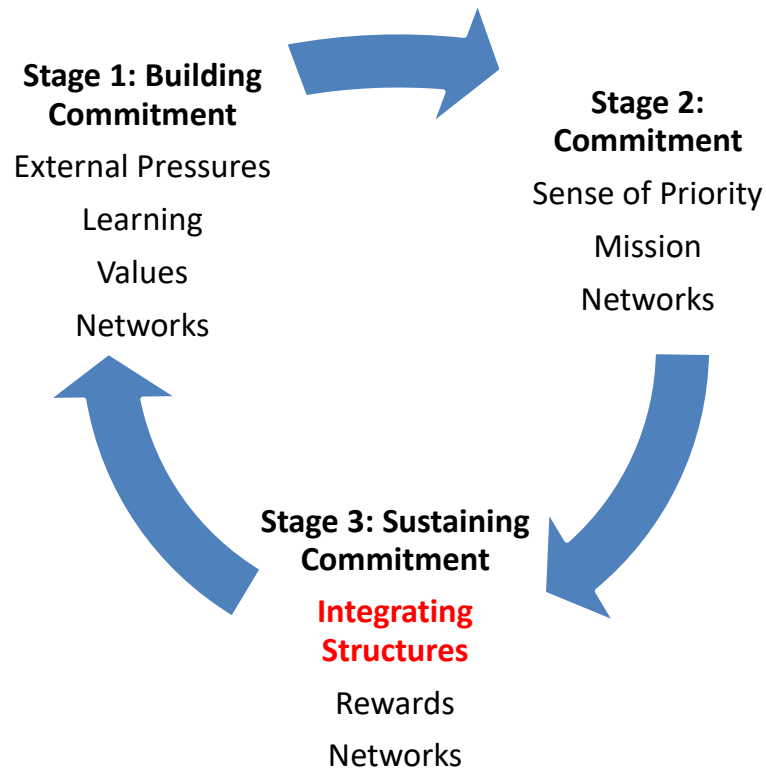 Stage 1: Building
Commitment
External Pressures
Learning
Values
Networks
Stage 2:
Commitment
Sense of Priority
Mission
Networks
Stage 3: Sustaining
Commitment
Integrating
Structures
Rewards
Networks